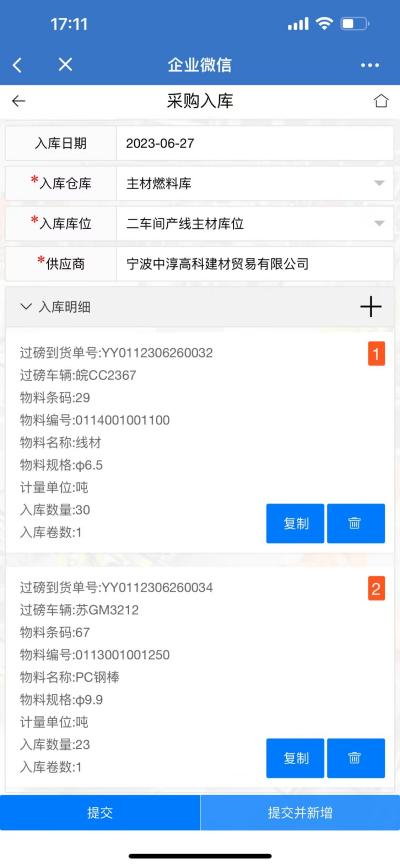 17:11
企业微信
采购入库
入库日期 2023-06-27
*入库仓库 主材燃料库
*入库库位 二车间产线主材库位
*供应商 宁波中淳高科建材贸易有限公司
入库明细
过磅到货单号:YY0112306260032 1
过磅车辆:皖CC2367
物料条码:29
物料编号:0114001001100
物料名称:线材
物料规格:ф6.5
计量单位:吨
入库数量:30
复制
入库卷数:1
过磅到货单号:YY0112306260034 2
过磅车辆:苏GM3212
物料条码:67
物料编号:0113001001250
物料名称:PC钢棒
物料规格:ф9.9
计量单位:吨
入库数量:23
复制
入库卷数:1
提交 提交并新增